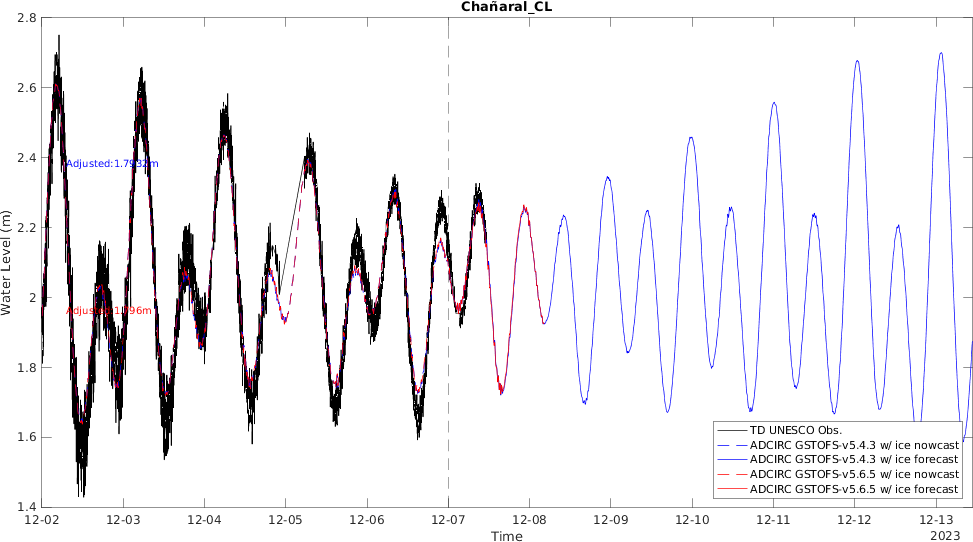 Chañaral_CL
2.8
2.6
2.4
2.2
2
1.8
1.6
1.4
Water Level (m)
Adjusted:1.7932m
Adjusted:
TD UNESCO Obs.
ADCIRC GSTOFS-v5.4.3 w/ ice nowcast
ADCIRC GSTOFS-v5.4.3 w/ ice forecast
ADCIRC GSTOFS-v5.6.5 w/ ice nowcast
ADCIRC GSTOFS-v5.6.5 w/ ice forecast
12-02 12-03 12-04 12-05 12-06 12-07 12-08 12-09 12-10 12-11 12-12 12-13
Time
2023